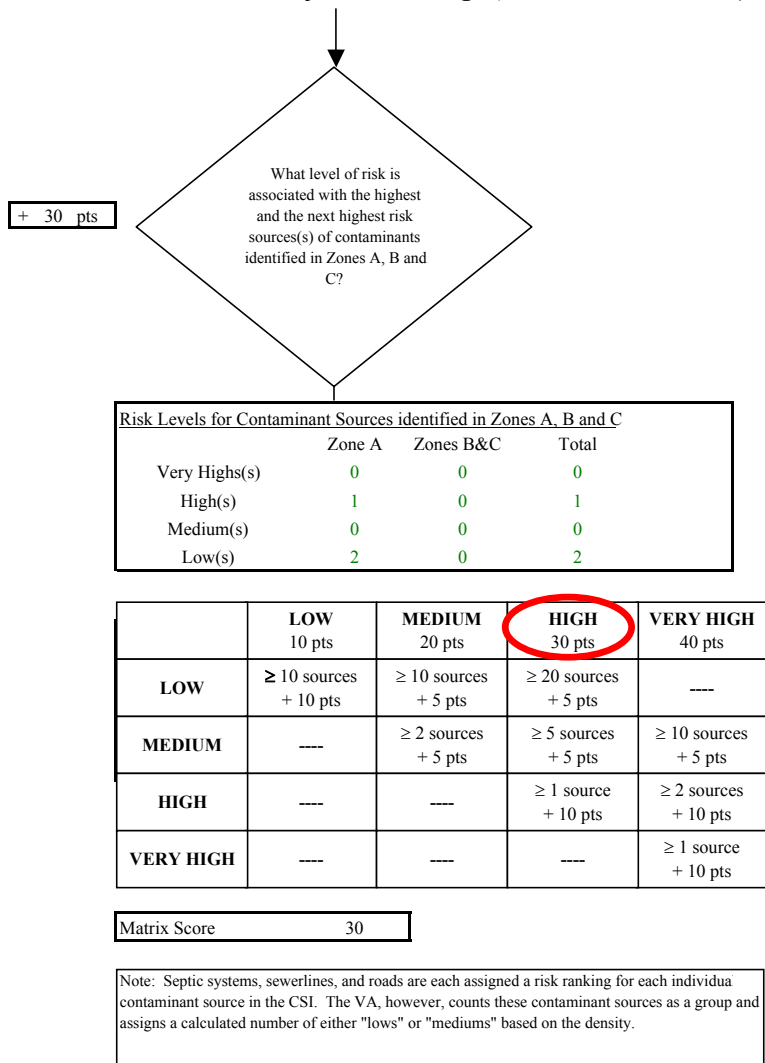 What level of risk is
associated with the highest
and the next highest risk
sources(s) of contaminants
identified in Zones A, B and
C?
+ 30 pts
Risk Levels for Contaminant Sources identified in Zones A, B and C
Zone A Zones B&C Total
Very Highs(s) 0 0 0
High(s) 1 0 1
Medium(s) 0 0 0
Low(s) 2 0 2
LOW MEDIUM HIGH VERY HIGH
10 pts 20 pts 30 pts 40 pts
LOW ≥ 10 sources ≥ 10 sources ≥ 20 sources ----
+ 10 pts + 5 pts + 5 pts
MEDIUM ---- ≥ 2 sources ≥ 5 sources ≥ 10 sources
+ 5 pts + 5 pts + 5 pts
HIGH ---- ---- ≥ 1 source ≥ 2 sources
+ 10 pts + 10 pts
VERY HIGH ---- ---- ---- ≥ 1 source
+ 10 pts
Matrix Score 30
Note: Septic systems, sewerlines, and roads are each assigned a risk ranking for each individua
contaminant source in the CSI. The VA, however, counts these contaminant sources as a group and
assigns a calculated number of either "lows" or "mediums" based on the density.